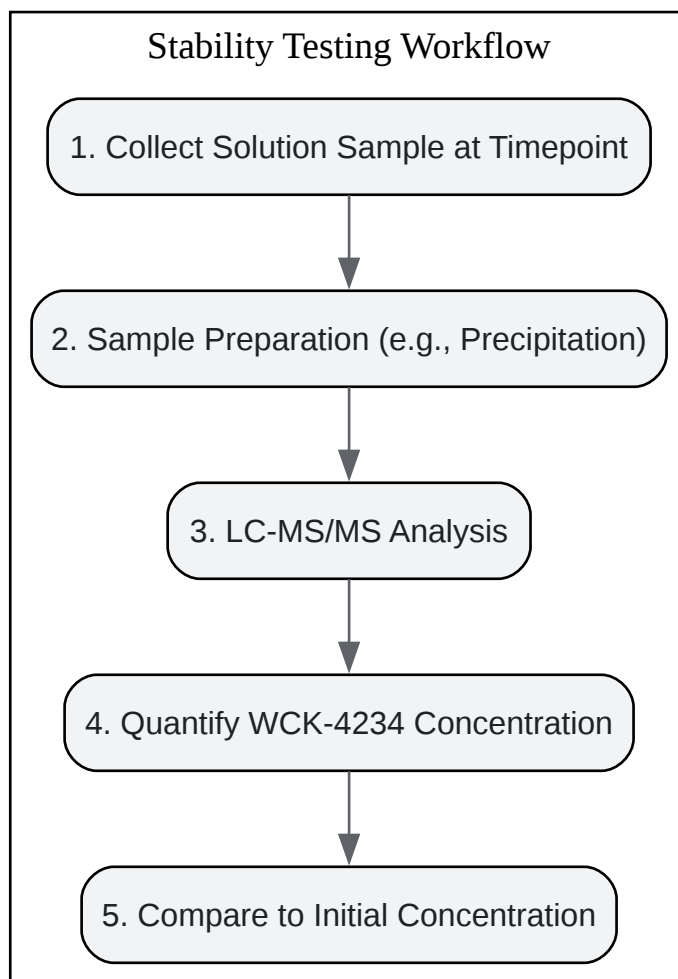 Stability Testing Workflow
1. Collect Solution Sample at Timepoint
2. Sample Preparation (e.g., Precipitation)
3. LC-MS/MS Analysis
4. Quantify WCK-4234 Concentration
5. Compare to Initial Concentration